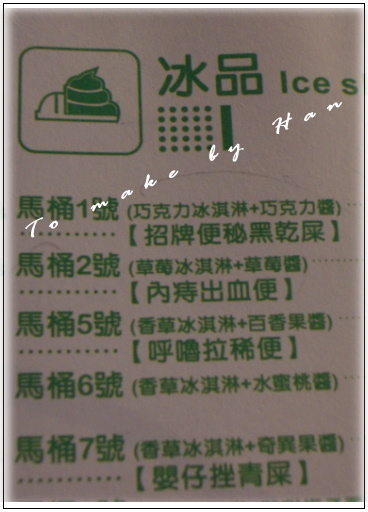 冰品 Ice s
To make by Han
馬桶1號 (巧克力冰淇淋+巧克力醬)
【招牌便秘黑乾屎】
馬桶2號 (草莓冰淇淋+草莓醬)
【內痔出血便】
馬桶5號 (香草冰淇淋+百香果醬)
【呼嚕拉稀便】
馬桶6號 (香草冰淇淋+水蜜桃醬)
馬桶7號 (香草冰淇淋+奇異果醬)
【嬰仔挫青屎】